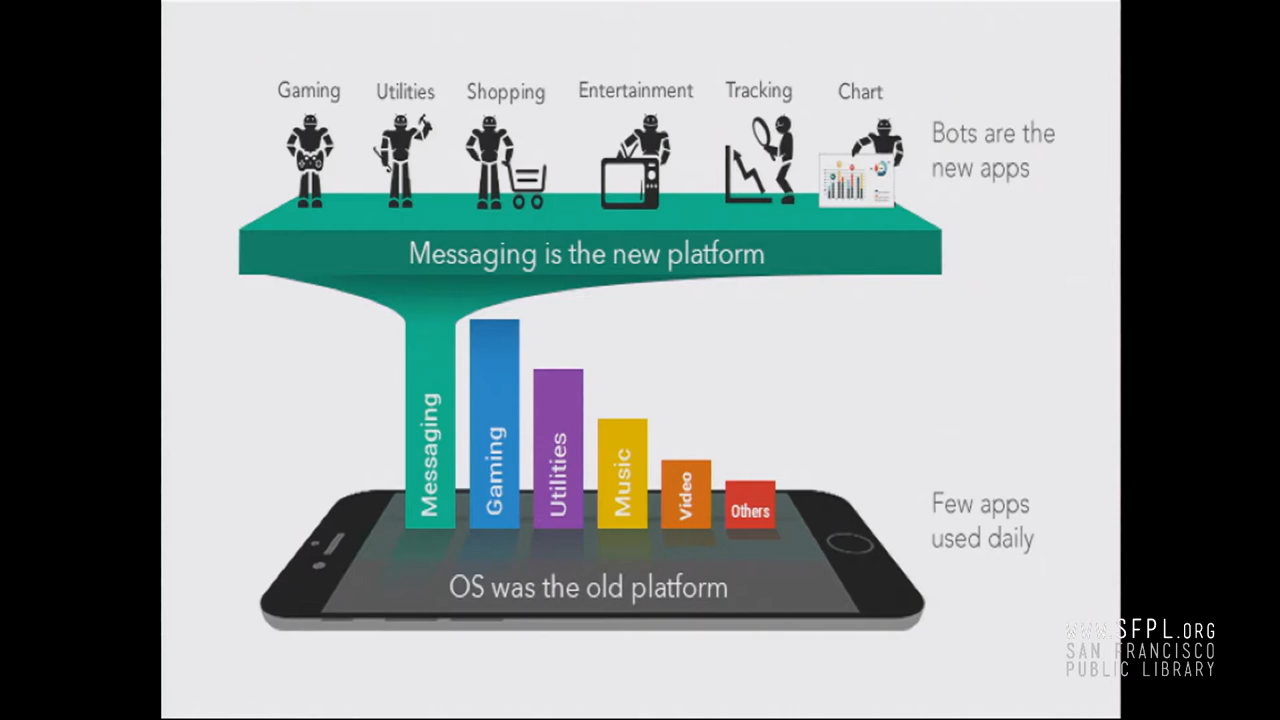 Gaming
Utilities
Shopping
Entertainment
Tracking
Chart
Bots are the
new apps
Messaging is the new platform
Messaging
Gaming
Utilities
Music
Video
Others
Few apps
used daily
OS was the old platform
WWW.SFPL.ORG
SAN FRANCISCO
PUBLIC LIBRARY